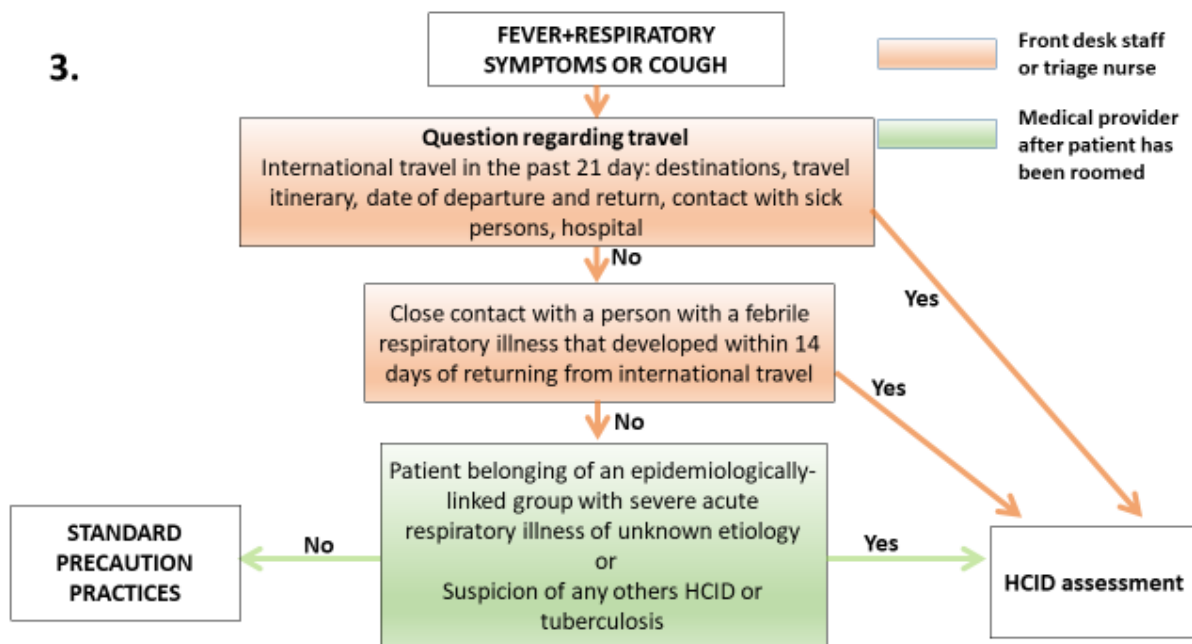 3.
FEVER+RESPIRATORY
SYMPTOMS OR COUGH
Front desk staff
or triage nurse
Medical provider
after patient has
been roomed
Question regarding travel
International travel in the past 21 day: destinations, travel
itinerary, date of departure and return, contact with sick
persons, hospital
No
Yes
Close contact with a person with a febrile
respiratory illness that developed within 14
days of returning from international travel
Yes
No
Patient belonging of an epidemiologically-
linked group with severe acute
respiratory illness of unknown etiology
or
Suspicion of any others HCID or
tuberculosis
No
Yes
STANDARD
PRECAUTION
PRACTICES
HCID assessment